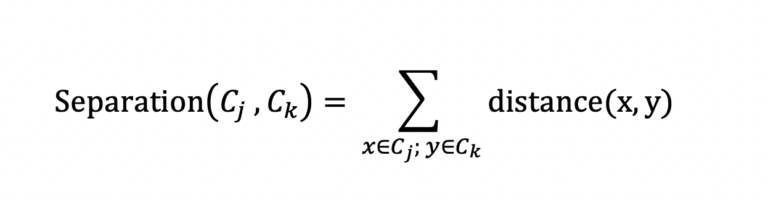 Separation(Cⱼ , Cₖ) = ∑ distance(x, y)
x∈Cⱼ; y∈Cₖ